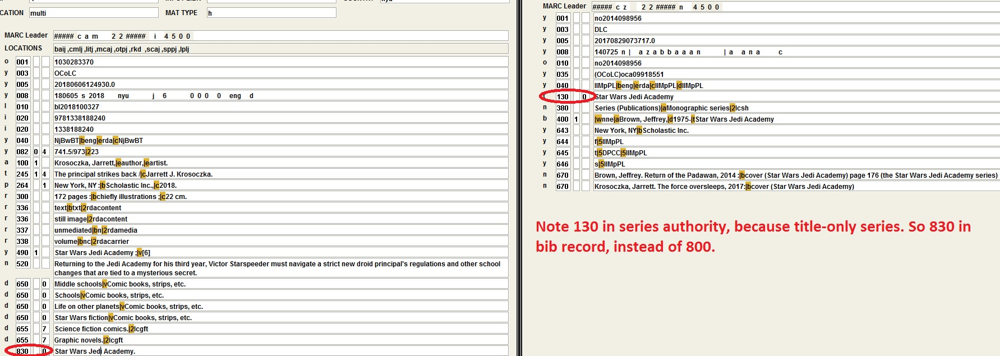 CATION multi MAT TYPE h
MARC Leader ##### c a m 2 2 ##### i 4 5 0 0
LOCATIONS baij ,cmlj ,litj ,mcaj ,otpj ,rkd ,scaj ,sppj ,lplj
o 001 1030283370
y 003 OCoLC
y 005 20180606124930.0
y 008 180605 s 2018 nyu j 6 0 0 0 0 eng d
l 010 bl2018100327
i 020 9781338188240
i 020 1338188240
y 040 NjBwBT|beng|erda|cNjBwBT
y 082 0 4 741.5/973|223
a 100 1 Krosoczka, Jarrett,|eauthor,|eartist.
t 245 1 4 The principal strikes back /|cJarrett J. Krosoczka.
p 264 1 New York, NY :|bScholastic Inc.,|c2018.
r 300 172 pages :|bchiefly illustrations ;|c22 cm.
r 336 text|btxt|2rdacontent
r 336 still image|2rdacontent
r 337 unmediated|bn|2rdamedia
r 338 volume|bnc|2rdacarrier
y 490 1 Star Wars Jedi Academy ;|v[6]
n 520 Returning to the Jedi Academy for his third year, Victor Starspeeder must navigate a strict new droid principal's regulations and other school
changes that are tied to a mysterious secret.
d 650 0 Middle schools|vComic books, strips, etc.
d 650 0 Schools|vComic books, strips, etc.
d 650 0 Life on other planets|vComic books, strips, etc.
d 650 0 Star Wars fiction|vComic books, strips, etc.
d 655 7 Science fiction comics.|2lcgft
d 655 7 Graphic novels.|2lcgft
830 0 Star Wars Jedi Academy.
MARC Leader ##### c z 2 2 ##### n 4 5 0 0
y 001 no2014098956
y 003 DLC
y 005 20170829073717.0
y 008 140725 n | a z a b b a a a n | a a n a c
o 010 no2014098956
y 035 (OCoLC)oca09918551
y 040 IlMpPL|beng|erda|cIlMpPL|dIlMpPL
130 0 Star Wars Jedi Academy
n 380 Series (Publications)|aMonographic series|2lcsh
b 400 1 |wnne|aBrown, Jeffrey,|d1975-|tStar Wars Jedi Academy
y 643 New York, NY|bScholastic Inc.
y 644 f|5IlMpPL
y 645 t|5DPCC|5IlMpPL
y 646 s|5IlMpPL
n 670 Brown, Jeffrey. Return of the Padawan, 2014 :|bcover (Star Wars Jedi Academy) page 176 (the Star Wars Jedi Academy series)
n 670 Krosoczka, Jarrett. The force oversleeps, 2017:|bcover (Star Wars Jedi Academy)
Note 130 in series authority, because title-only series. So 830 in
bib record, instead of 800.